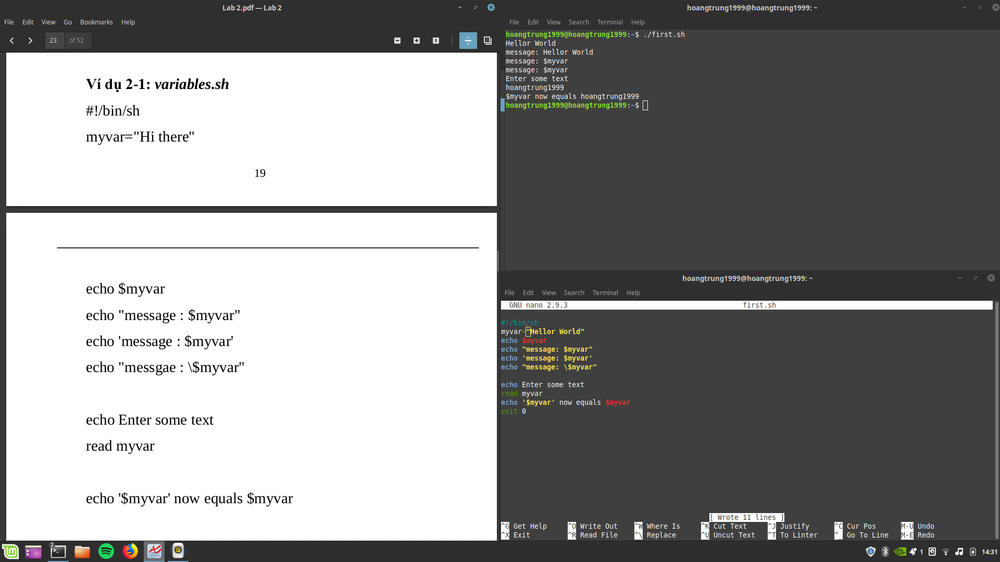 Lab 2.pdf — Lab 2
File Edit View Go Bookmarks Help
23 of 52
Ví dụ 2-1: variables.sh
#!/bin/sh
myvar="Hi there"
19
echo $myvar
echo "message : $myvar"
echo 'message : $myvar'
echo "messgae : \$myvar"
echo Enter some text
read myvar
echo '$myvar' now equals $myvar
hoangtrung1999@hoangtrung1999: ~
File Edit View Search Terminal Help
hoangtrung1999@hoangtrung1999:~$ ./first.sh
Hellor World
message: Hellor World
message: $myvar
message: $myvar
Enter some text
hoangtrung1999
$myvar now equals hoangtrung1999
hoangtrung1999@hoangtrung1999:~$
hoangtrung1999@hoangtrung1999: ~
File Edit View Search Terminal Help
GNU nano 2.9.3 first.sh
#!/bin/sh
myvar="Hellor World"
echo $myvar
echo "message: $myvar"
echo 'message: $myvar'
echo "message: \$myvar"
echo Enter some text
read myvar
echo '$myvar' now equals $myvar
exit 0
[ Wrote 11 lines ]
^G Get Help ^O Write Out ^W Where Is ^K Cut Text ^J Justify ^C Cur Pos M-U Undo
^X Exit ^R Read File ^\ Replace ^U Uncut Text ^T To Linter ^_ Go To Line M-E Redo
2
1 14:31